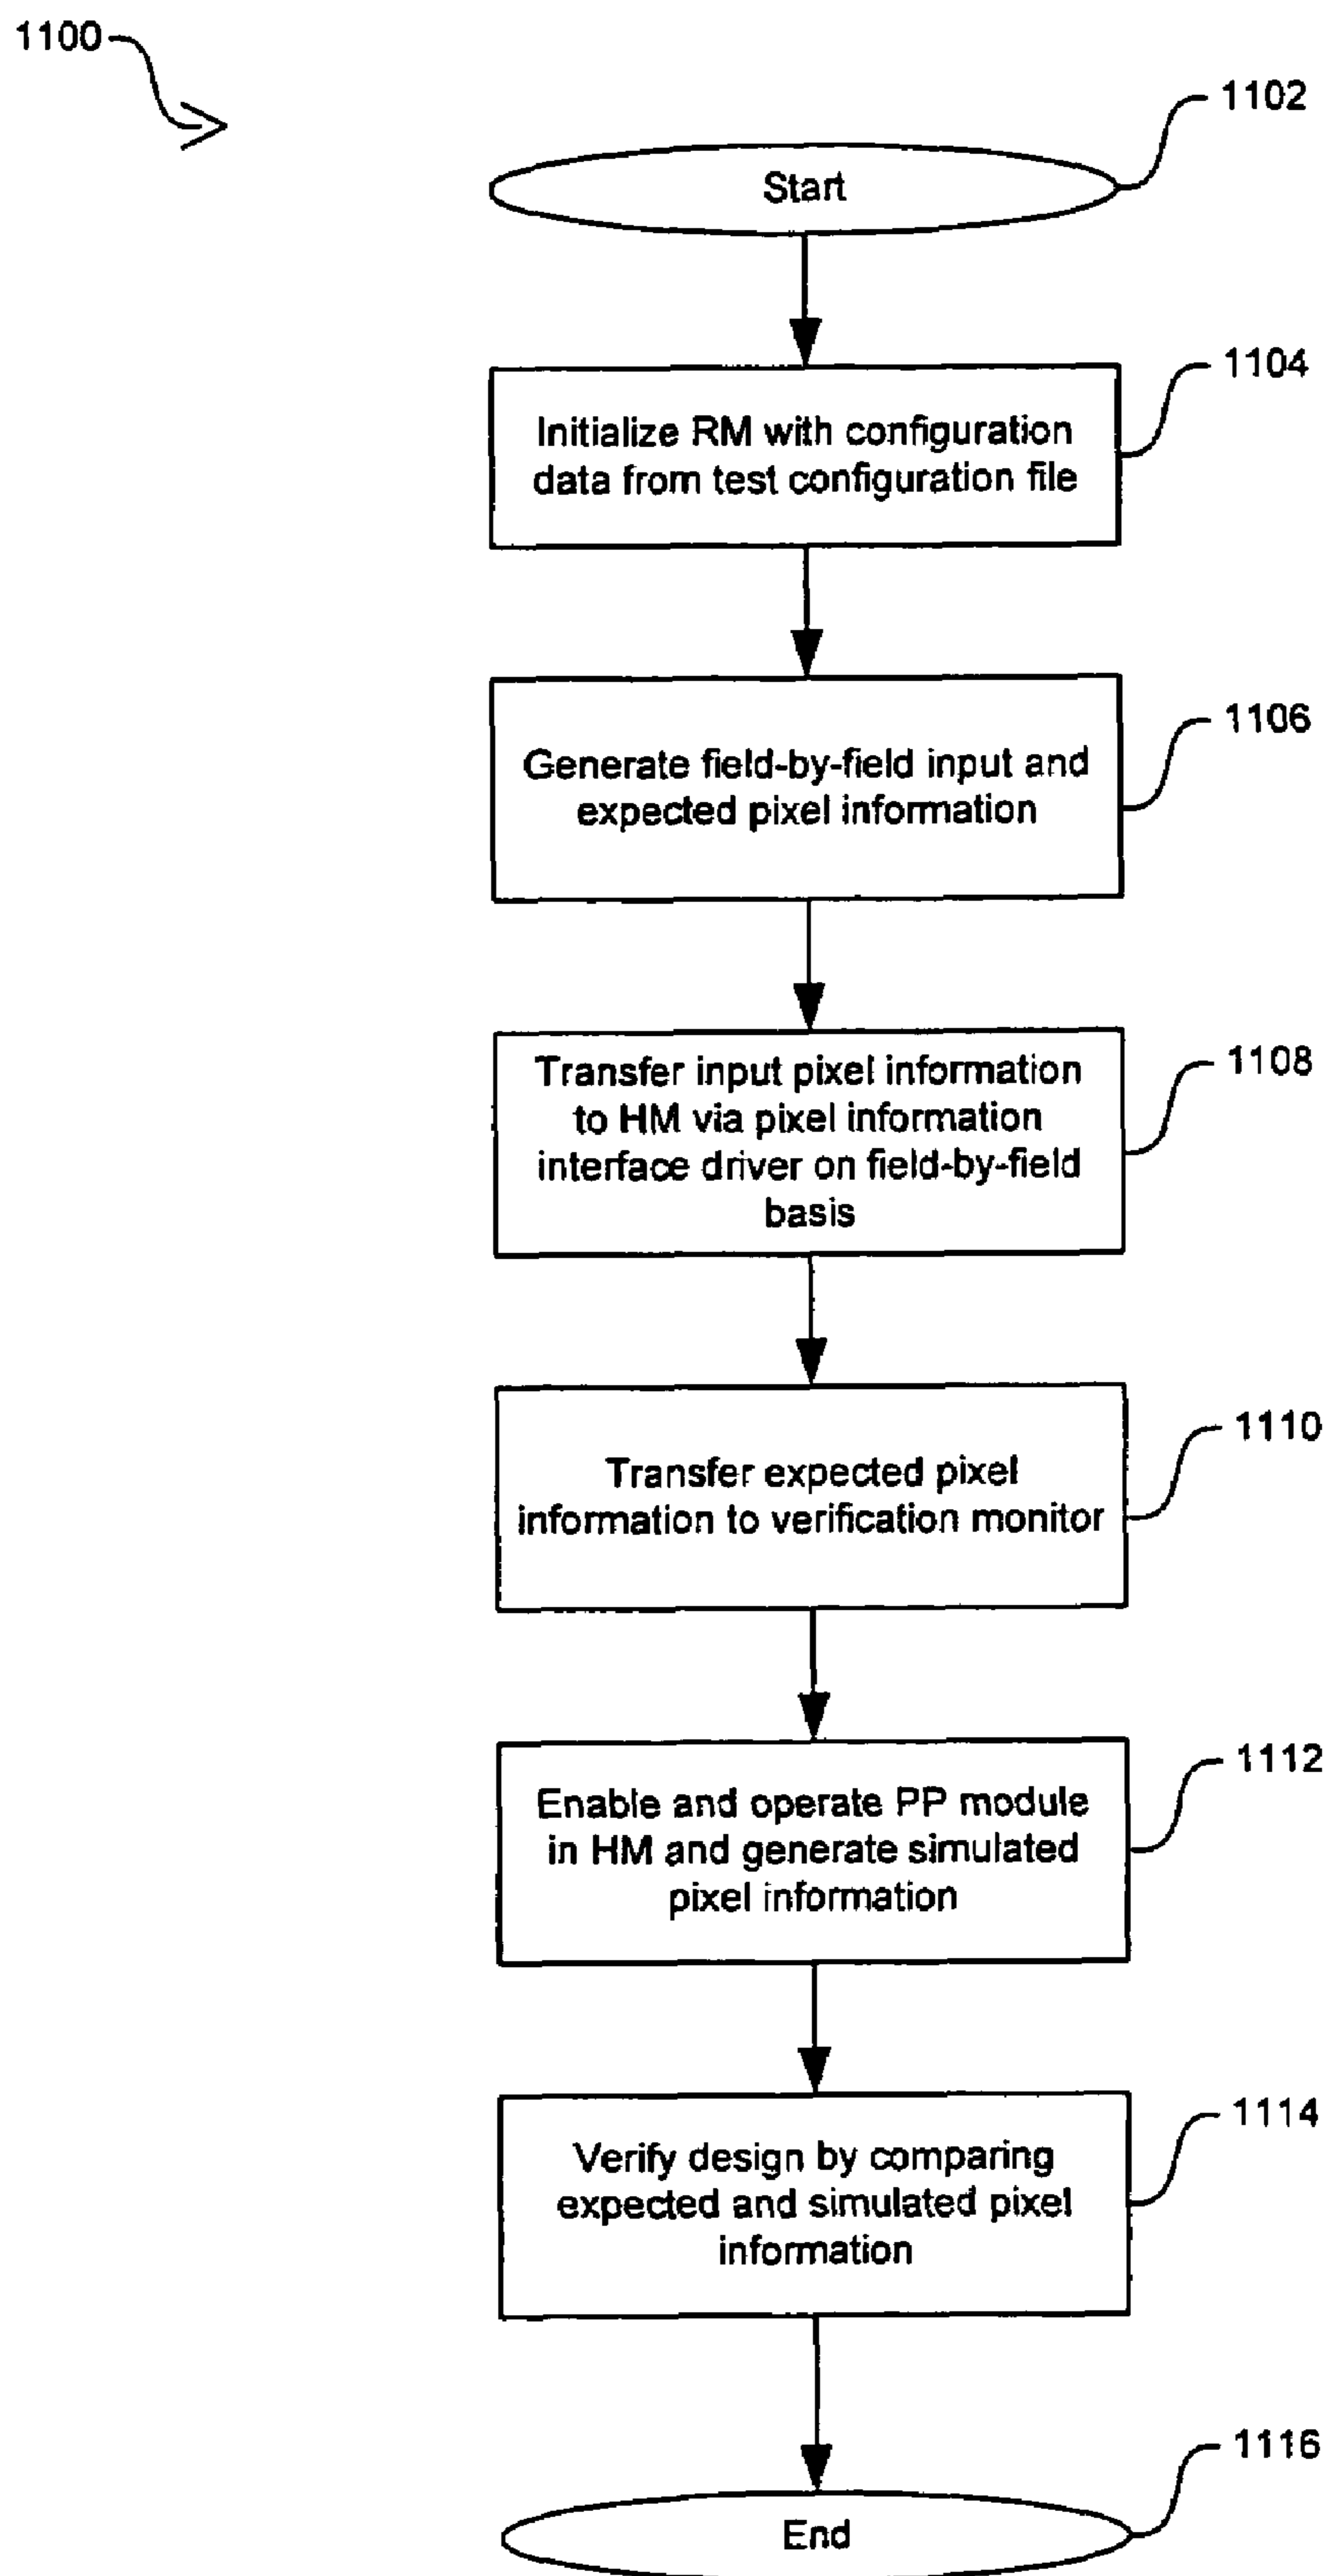 1100
1102
Start
1104
Initialize RM with configuration
data from test configuration file
1106
Generate field-by-field input and
expected pixel information
1108
Transfer input pixel information
to HM via pixel information
interface driver on field-by-field
basis
1110
Transfer expected pixel
information to verification monitor
1112
Enable and operate PP module
in HM and generate simulated
pixel information
1114
Verify design by comparing
expected and simulated pixel
information
1116
End